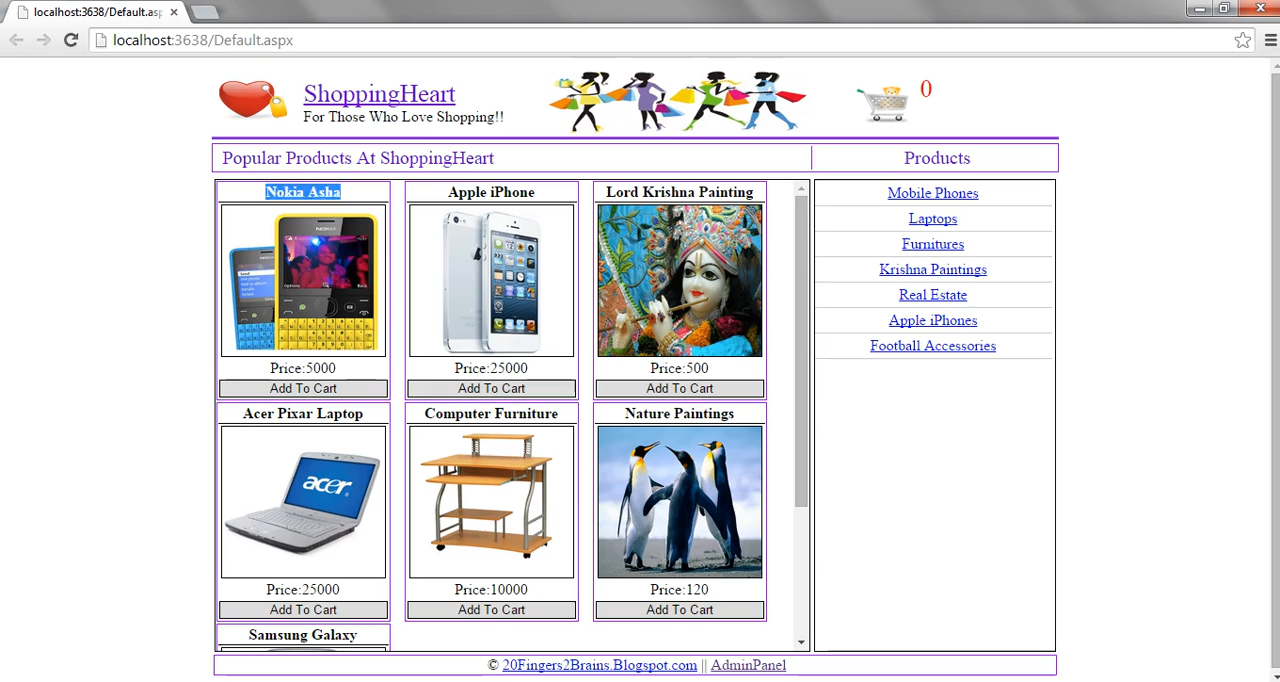 localhost:3638/Default.asp
localhost:3638/Default.aspx
ShoppingHeart
For Those Who Love Shopping!!
0
Popular Products At ShoppingHeart
Products
Nokia Asha
Apple iPhone
Lord Krishna Painting
NOKIA
Price:5000
Price:25000
Price:500
Add To Cart
Add To Cart
Add To Cart
Acer Pixar Laptop
Computer Furniture
Nature Paintings
acer
Price:25000
Price:10000
Price:120
Add To Cart
Add To Cart
Add To Cart
Samsung Galaxy
Mobile Phones
Laptops
Furnitures
Krishna Paintings
Real Estate
Apple iPhones
Football Accessories
© 20Fingers2Brains.Blogspot.com || AdminPanel